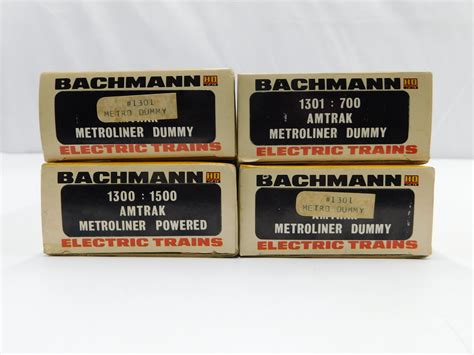 BACHMANN HO
#1301
METRO DUMMY
METROLINER DUMMY
ELECTRIC TRAINS
BACHMANN HO
1301 : 700
AMTRAK
METROLINER DUMMY
ELECTRIC TRAINS
BACHMANN HO
1300 : 1500
AMTRAK
METROLINER POWERED
ELECTRIC TRAINS
BACHMANN HO
#1301
METRO DUMMY
AMTRAK
METROLINER DUMMY
ELECTRIC TRAINS